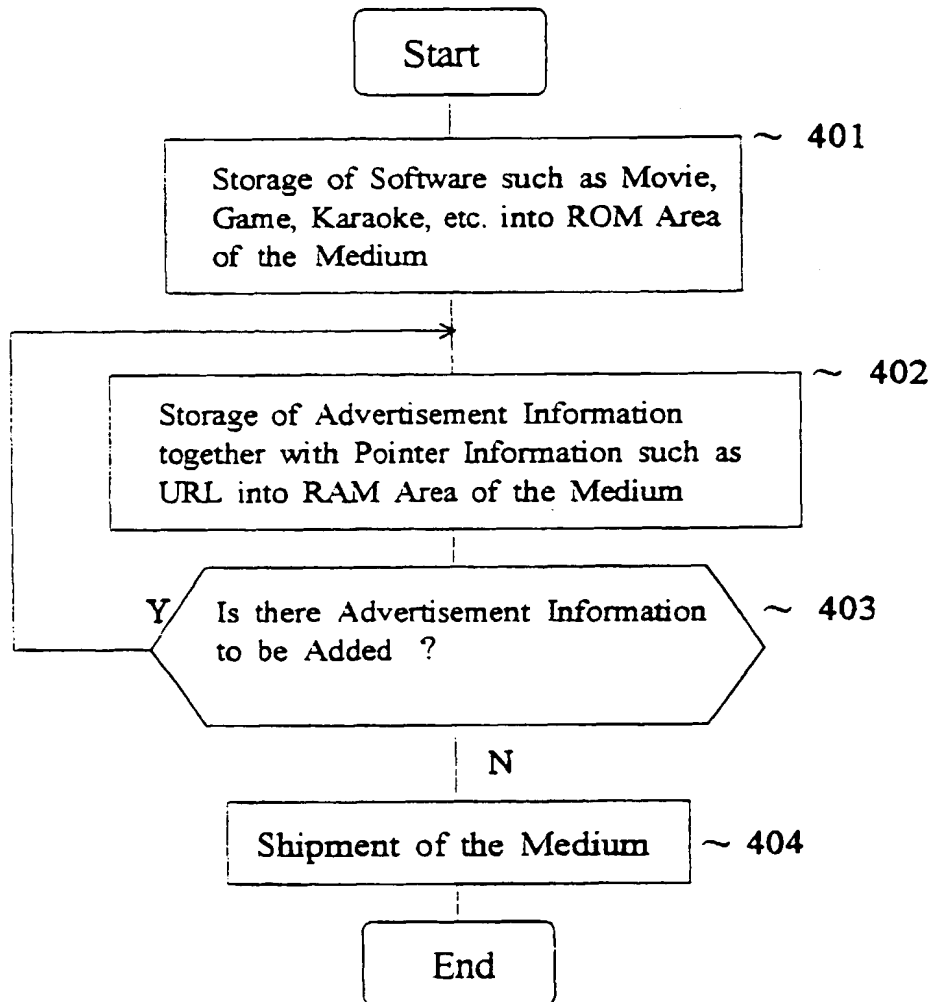 Start
~ 401
Storage of Software such as Movie,
Game, Karaoke, etc. into ROM Area
of the Medium
~ 402
Storage of Advertisement Information
together with Pointer Information such as
URL into RAM Area of the Medium
Y
Is there Advertisement Information
to be Added ?
~ 403
N
Shipment of the Medium
~ 404
End